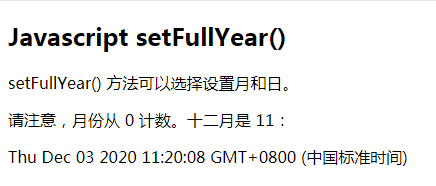 Javascript setFullYear()
setFullYear() 方法可以选择设置月和日。
请注意，月份从 0 计数。十二月是 11：
Thu Dec 03 2020 11:20:08 GMT+0800 (中国标准时间)